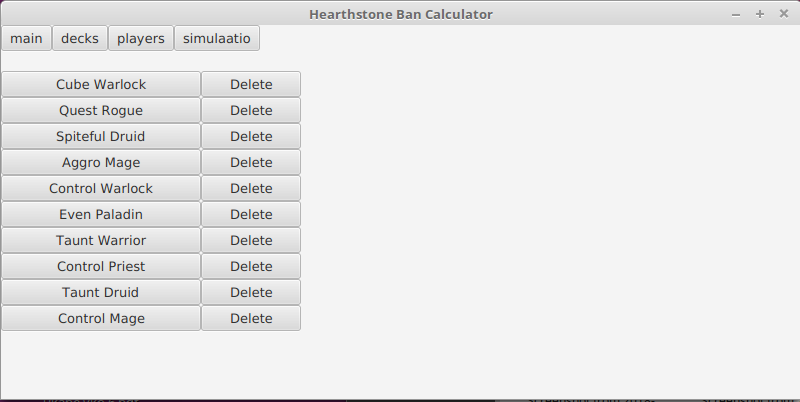 Hearthstone Ban Calculator
main decks players simulaatio
Cube Warlock Delete
Quest Rogue Delete
Spiteful Druid Delete
Aggro Mage Delete
Control Warlock Delete
Even Paladin Delete
Taunt Warrior Delete
Control Priest Delete
Taunt Druid Delete
Control Mage Delete